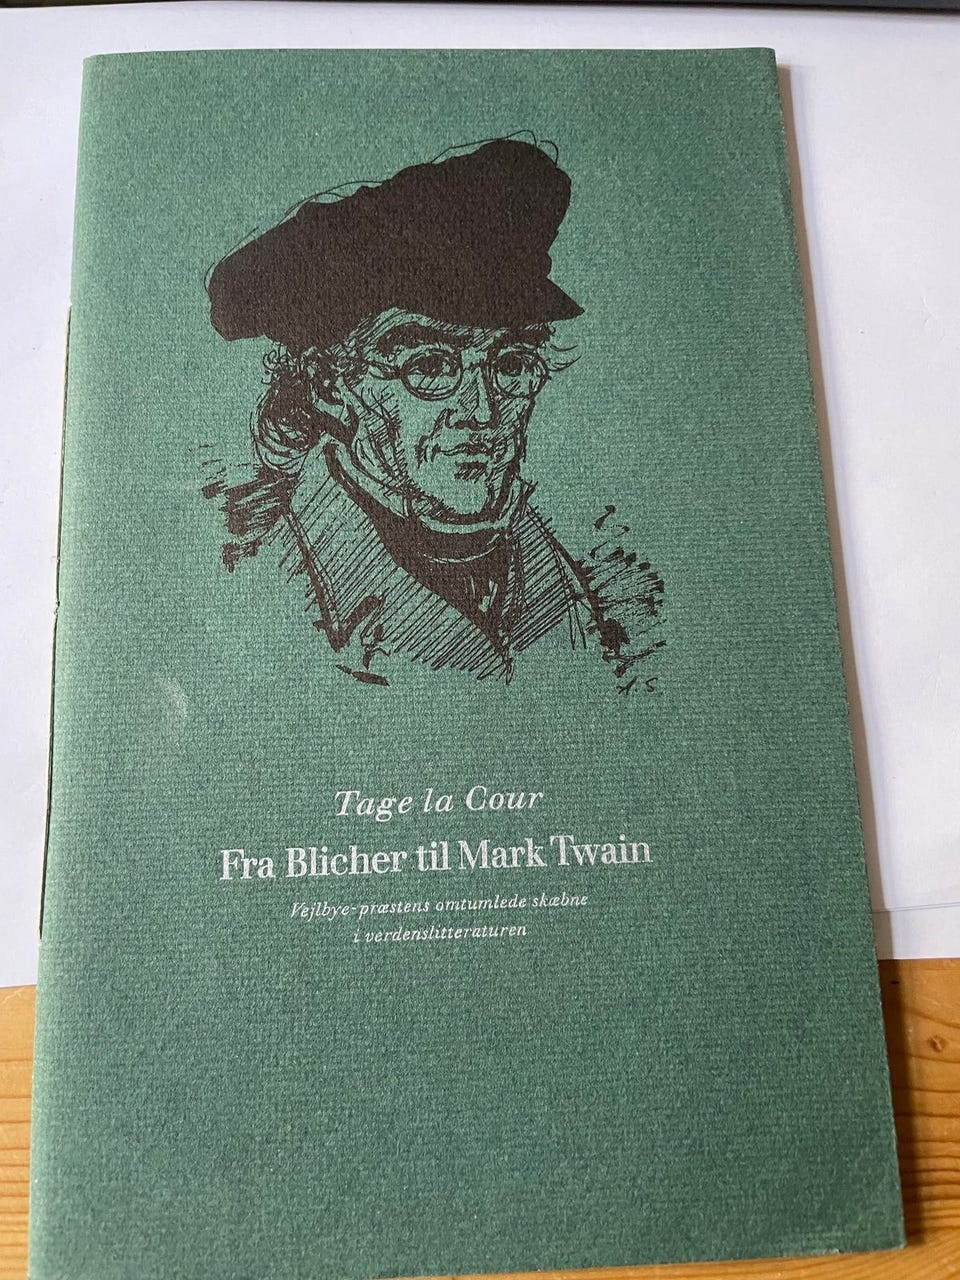 A. S.
Tage la Cour
Fra Blicher til Mark Twain
Vejlbye-præstens omtumlede skæbne
i verdenslitteraturen